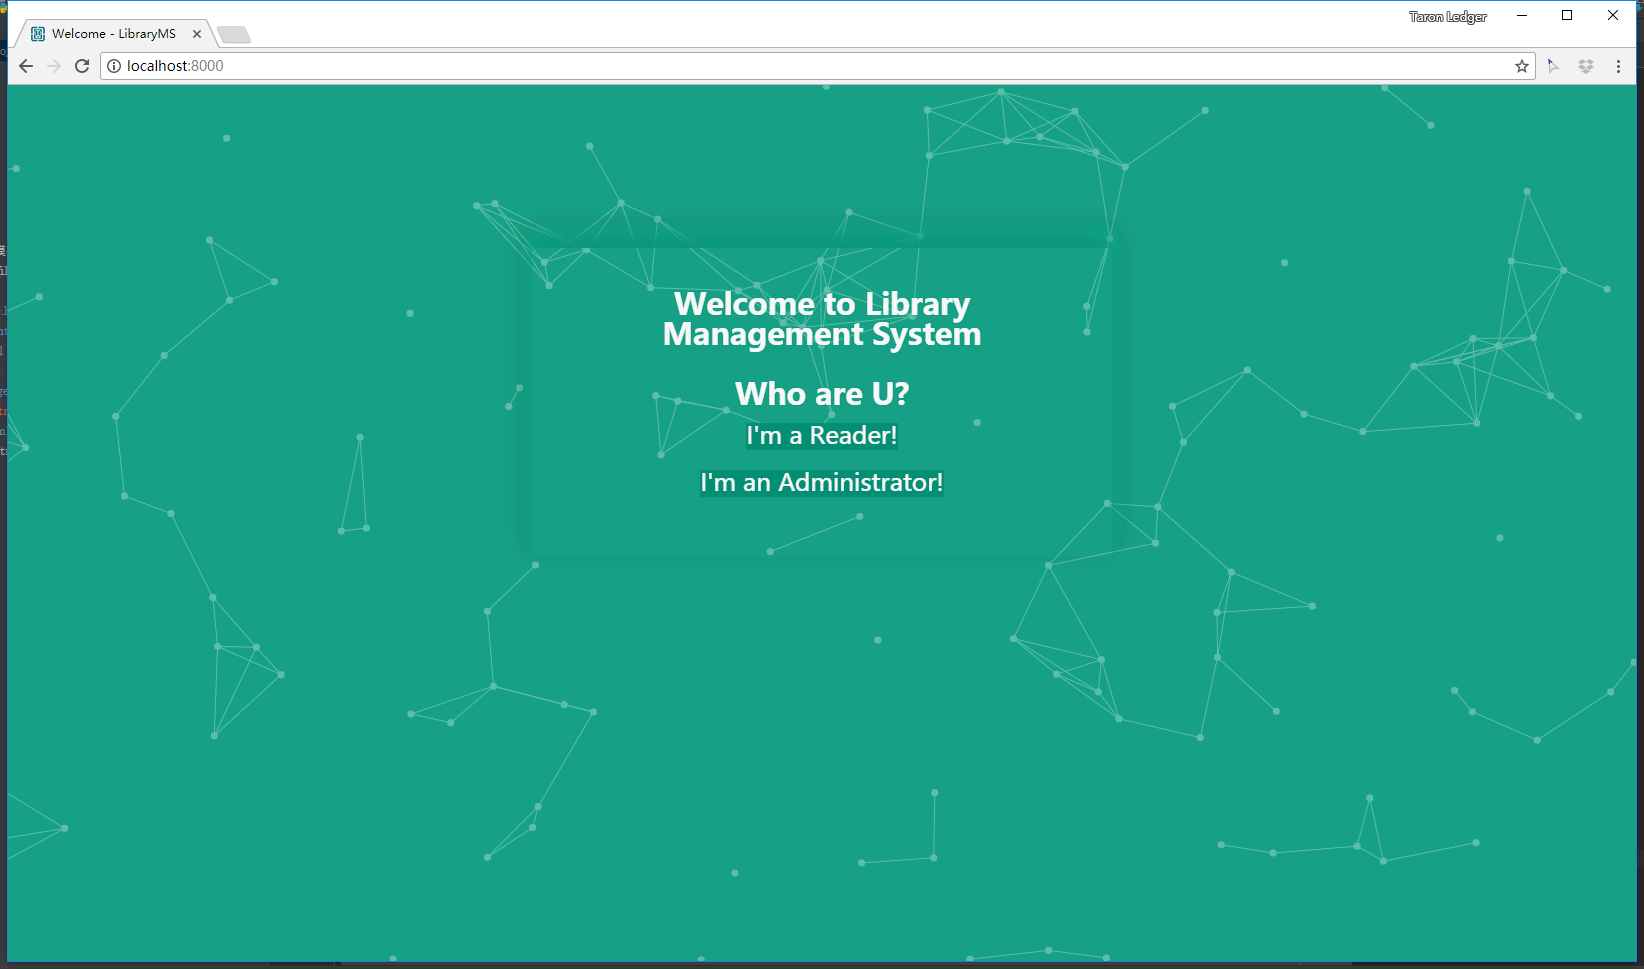 Taron Ledger
Welcome - LibraryMS
localhost:8000
Welcome to Library
Management System
Who are U?
I'm a Reader!
I'm an Administrator!